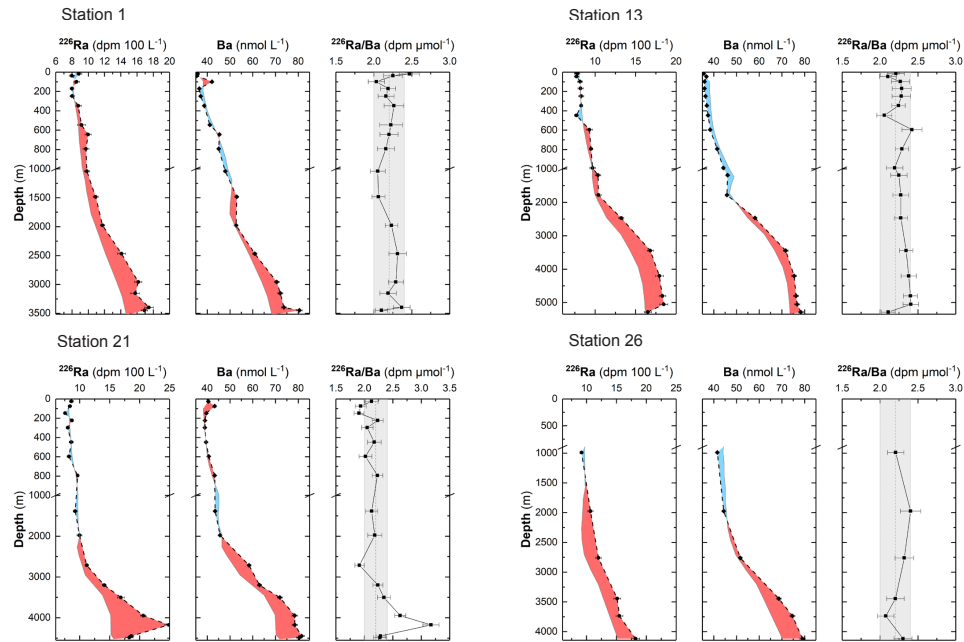 Station 1
²²⁶Ra (dpm 100 L⁻¹) Ba (nmol L⁻¹) ²²⁶Ra/Ba (dpm µmol⁻¹)
6 8 10 12 14 16 18 20 40 50 60 70 80 1.5 2.0 2.5 3.0
0
200
400
600
800
1000
1500
2000
2500
3000
3500
Depth (m)
Station 13
²²⁶Ra (dpm 100 L⁻¹) Ba (nmol L⁻¹) ²²⁶Ra/Ba (dpm µmol⁻¹)
10 15 20 40 50 60 70 80 1.5 2.0 2.5 3.0
0
200
400
600
800
1000
2000
3000
4000
5000
Depth (m)
Station 21
²²⁶Ra (dpm 100 L⁻¹) Ba (nmol L⁻¹) ²²⁶Ra/Ba (dpm µmol⁻¹)
10 15 20 25 40 50 60 70 80 1.5 2.0 2.5 3.0 3.5
0
200
400
600
800
1000
2000
3000
4000
Depth (m)
Station 26
²²⁶Ra (dpm 100 L⁻¹) Ba (nmol L⁻¹) ²²⁶Ra/Ba (dpm µmol⁻¹)
10 15 20 25 40 50 60 70 80 1.5 2.0 2.5 3.0
0
500
1000
1500
2000
2500
3000
3500
4000
Depth (m)